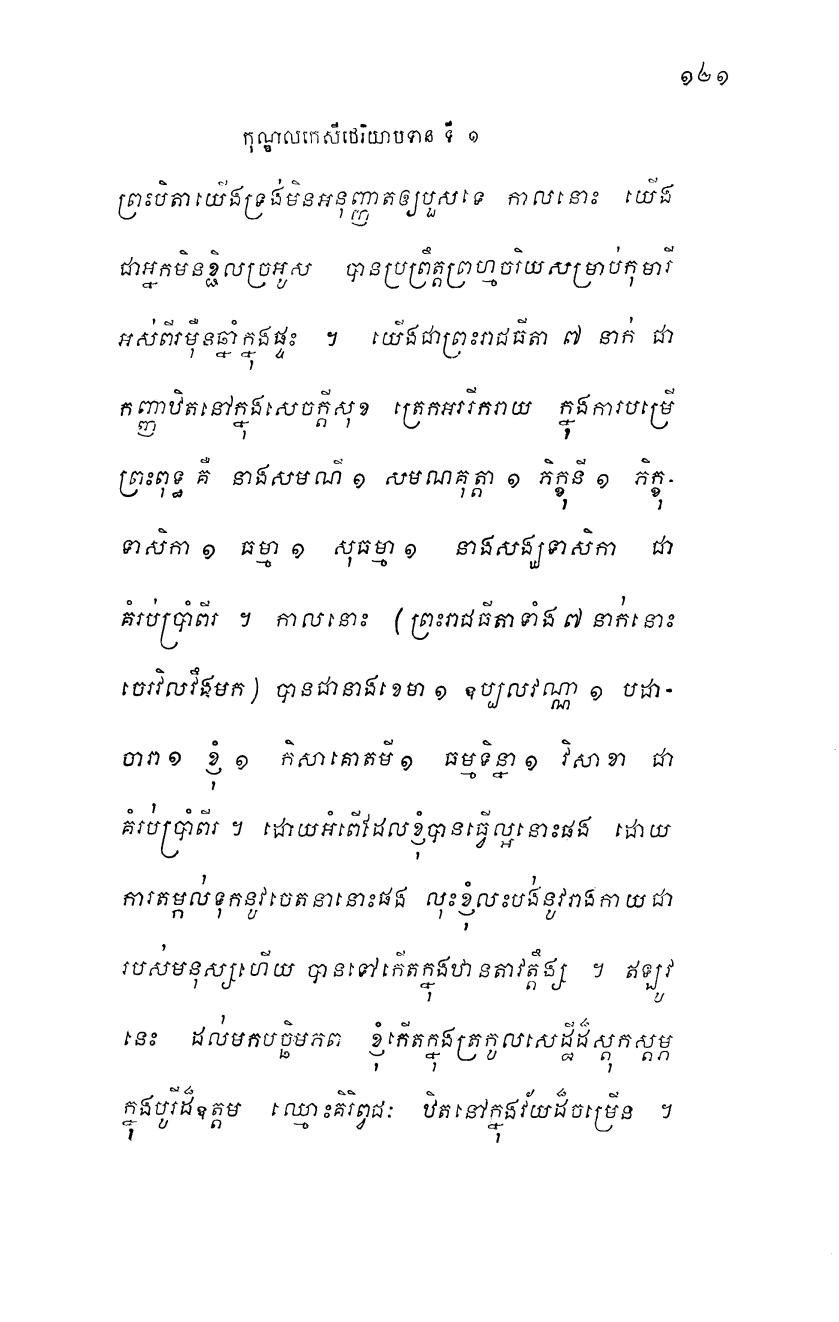 ១២១
កុណ្ឌលកេសីថេរិយាបទាន ទី ១
ព្រះបិតាយើងទ្រង់មិនអនុញ្ញាតឲ្យបួសទេ កាលនោះ យើង
ជាអ្នកមិនខ្ជិលច្រអូស បានប្រព្រឹត្តព្រហ្មចរិយសម្រាប់កុមារី
អស់ពីរម៉ឺនឆ្នាំក្នុងផ្ទះ ។ យើងជាព្រះរាជធីតា ៧ នាក់ ជា
កញ្ញាឋិតនៅក្នុងសេចក្តីសុខ ត្រេកអររីករាយ ក្នុងការបម្រើ
ព្រះពុទ្ធ គឺ នាងសមណី ១ សមណគុត្តា ១ ភិក្ខុនី ១ ភិក្ខុ-
ទាសិកា ១ ធម្មា ១ សុធម្មា ១ នាងសង្ឃទាសិកា ជា
គំរប់ប្រាំពីរ ។ កាលនោះ (ព្រះរាជធីតាទាំង ៧ នាក់នោះ
ចេរវិលវឹងមក) បានជានាងខេមា ១ ឧប្បលវណ្ណា ១ បដា-
ចារា ១ ខ្ញុំ ១ កិសាគោតមី ១ ធម្មទិន្នា ១ វិសាខា ជា
គំរប់ប្រាំពីរ ។ ដោយអំពើដែលខ្ញុំបានធ្វើល្អនោះផង ដោយ
ការតម្កល់ទុកនូវចេតនានោះផង លុះខ្ញុំលះបង់នូវរាងកាយជា
របស់មនុស្សហើយ បានទៅកើតក្នុងឋានតាវត្តឹង្ស ។ ឥឡូវ
នេះ ដល់មកបច្ឆិមភព ខ្ញុំកើតក្នុងត្រកូលសេដ្ឋីដ៏ស្តុកស្តម្ភ
ក្នុងបូរីដ៏ឧត្តម ឈ្មោះគិរិព្វជៈ ឋិតនៅក្នុងវ័យដ៏ចម្រើន ។